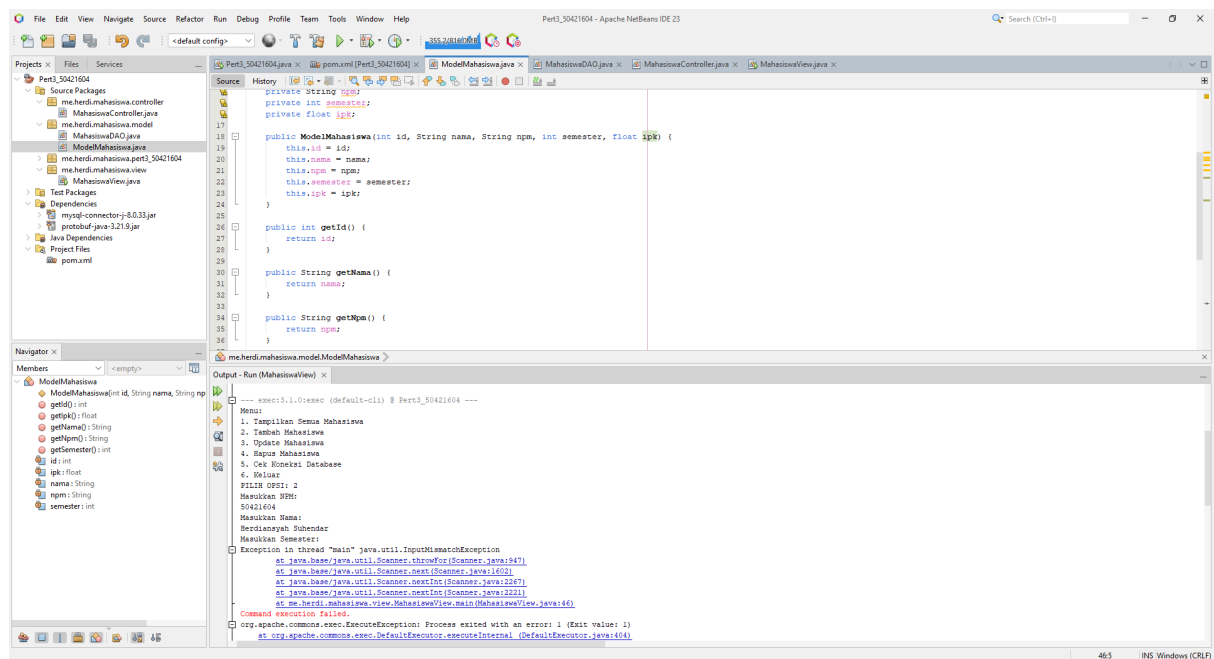 File Edit View Navigate Source Refactor Run Debug Profile Team Tools Window Help
Pert3_50421604 - Apache NetBeans IDE 23
Search (Ctrl+I)
<default config>
Projects
Files
Services
Pert3_50421604
Source Packages
me.herdi.mahasiswa.controller
MahasiswaController.java
me.herdi.mahasiswa.model
MahasiswaDAO.java
ModelMahasiswa.java
me.herdi.mahasiswa.pert3_50421604
me.herdi.mahasiswa.view
MahasiswaView.java
Test Packages
Dependencies
mysql-connector-j-8.0.33.jar
protobuf-java-3.21.9.jar
Java Dependencies
Project Files
pom.xml
Navigator
Members
<empty>
ModelMahasiswa
ModelMahasiswa(int id, String nama, String np
getId() : int
getIpk() : float
getNama() : String
getNpm() : String
getSemester() : int
id : int
ipk : float
nama : String
npm : String
semester : int
Pert3_50421604.java
pom.xml [Pert3_50421604]
ModelMahasiswa.java
MahasiswaDAO.java
MahasiswaController.java
MahasiswaView.java
Source History
private String npm;
private int semester;
private float ipk;
17
18 public ModelMahasiswa(int id, String nama, String npm, int semester, float ipk) {
19 this.id = id;
20 this.nama = nama;
21 this.npm = npm;
22 this.semester = semester;
23 this.ipk = ipk;
24 }
25
26 public int getId() {
27 return id;
28 }
29
30 public String getNama() {
31 return nama;
32 }
33
34 public String getNpm() {
35 return npm;
36 }
me.herdi.mahasiswa.model.ModelMahasiswa
Output - Run (MahasiswaView)
--- exec:3.1.0:exec (default-cli) @ Pert3_50421604 ---
Menu:
1. Tampilkan Semua Mahasiswa
2. Tambah Mahasiswa
3. Update Mahasiswa
4. Hapus Mahasiswa
5. Cek Koneksi Database
6. Keluar
PILIH OPSI: 2
Masukkan NPM:
50421604
Masukkan Nama:
Herdiansyah Suhendar
Masukkan Semester:
Exception in thread "main" java.util.InputMismatchException
at java.base/java.util.Scanner.throwFor(Scanner.java:947)
at java.base/java.util.Scanner.next(Scanner.java:1602)
at java.base/java.util.Scanner.nextInt(Scanner.java:2267)
at java.base/java.util.Scanner.nextInt(Scanner.java:2221)
at me.herdi.mahasiswa.view.MahasiswaView.main(MahasiswaView.java:46)
Command execution failed.
org.apache.commons.exec.ExecuteException: Process exited with an error: 1 (Exit value: 1)
at org.apache.commons.exec.DefaultExecutor.executeInternal (DefaultExecutor.java:404)
46:5
INS Windows (CRLF)